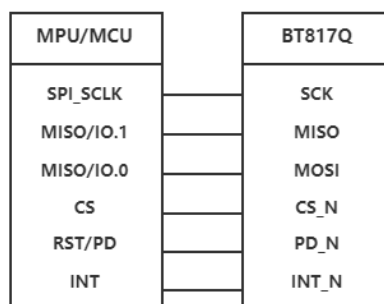 MPU/MCU BT817Q
SPI_SCLK SCK
MISO/IO.1 MISO
MISO/IO.0 MOSI
CS CS_N
RST/PD PD_N
INT INT_N